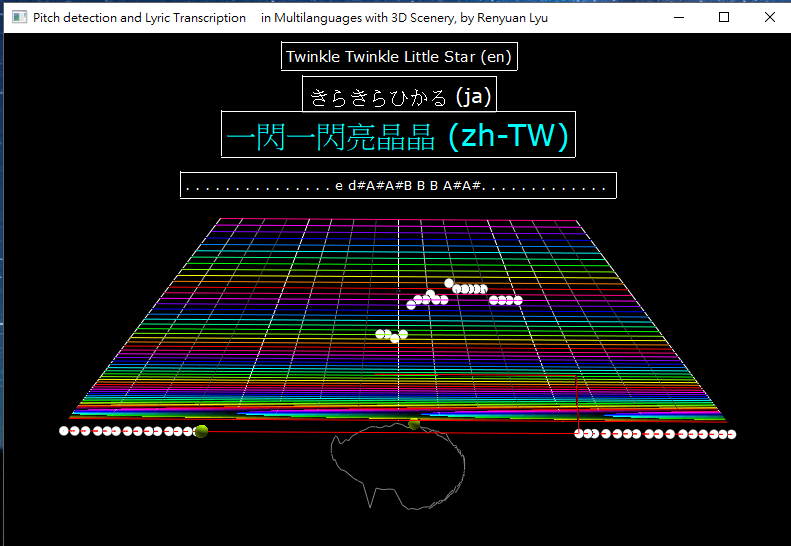 Pitch detection and Lyric Transcription in Multilanguages with 3D Scenery, by Renyuan Lyu
Twinkle Twinkle Little Star (en)
きらきらひかる (ja)
一閃一閃亮晶晶 (zh-TW)
. . . . . . . . . . . . . . . e d#A#A#B B B A#A#. . . . . . . . . . . . .